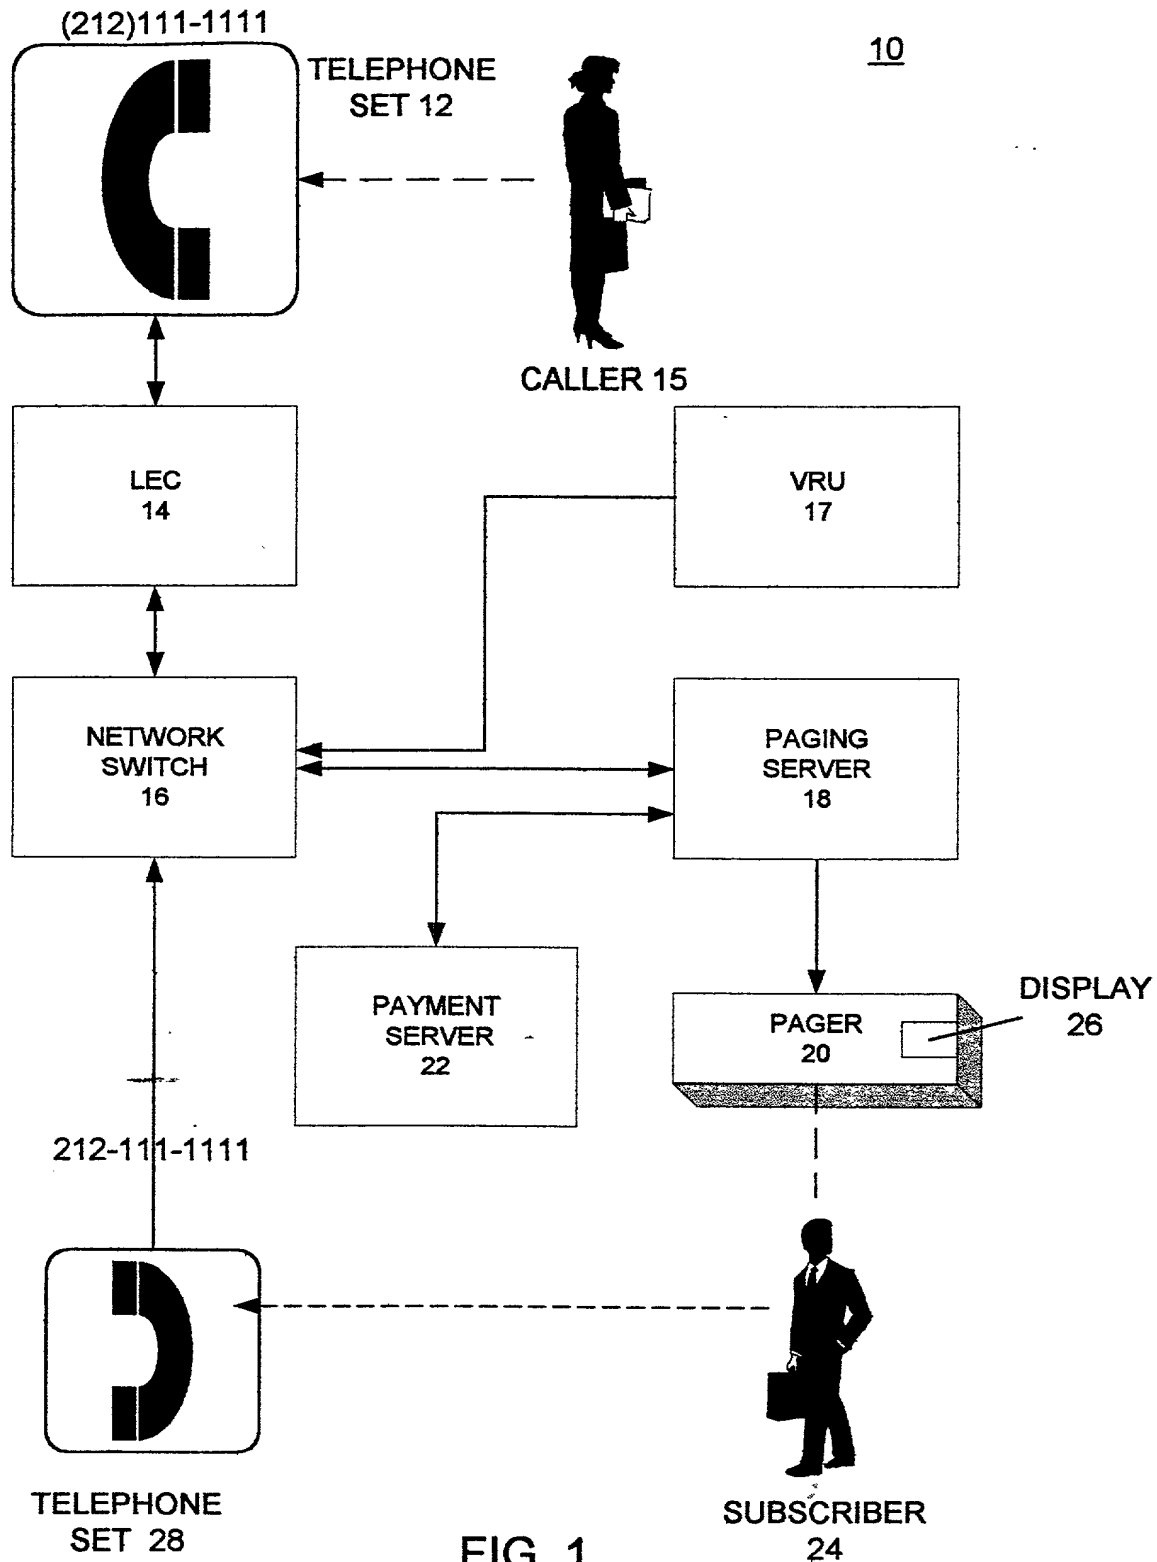 (212)111-1111
10
TELEPHONE
SET 12
CALLER 15
LEC
14
VRU
17
NETWORK
SWITCH
16
PAGING
SERVER
18
PAYMENT
SERVER
22
PAGER
20
DISPLAY
26
212-111-1111
TELEPHONE
SET 28
SUBSCRIBER
24
FIG. 1